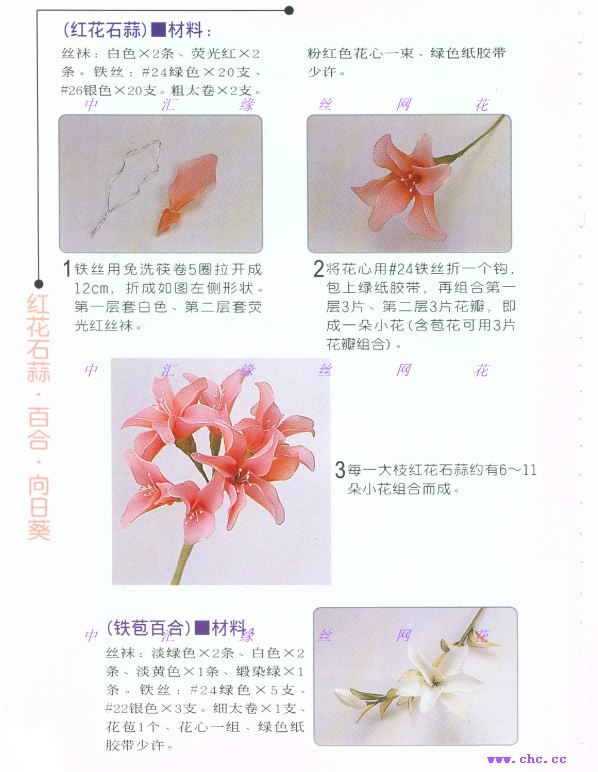 (红花石蒜)■材料:
丝袜:白色×2条、荧光红×2
条。铁丝:#24绿色×20支、
#26银色×20支。粗太卷×2支。
粉红色花心一束、绿色纸胶带
少许。
中 汇 缘 丝 网 花
1铁丝用免洗筷卷5圈拉开成
12cm,折成如图左侧形状。
第一层套白色、第二层套荧
光红丝袜。
2将花心用#24铁丝折一个钩,
包上绿纸胶带,再组合第一
层3片、第二层3片花瓣,即
成一朵小花(含苞花可用3片
花瓣组合)。
红花石蒜·百合·向日葵
中 汇 缘 丝 网 花
3每一大枝红花石蒜约有6～11
朵小花组合而成。
(铁苞百合)■材料:
中 汇 缘 丝 网 花
丝袜:淡绿色×2条、白色×2
条、淡黄色×1条、缎染绿×1
条。铁丝:#24绿色×5支、
#22银色×3支。细太卷×1支、
花苞1个、花心一组、绿色纸
胶带少许。
www.chc.cc